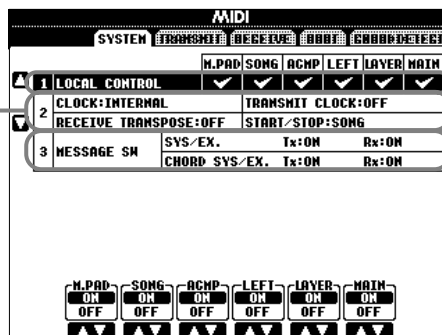 MIDI
SYSTEM TRANSMIT RECEIVE ROOT CHORD DETECT
M.PAD SONG ACMP LEFT LAYER MAIN
1 LOCAL CONTROL
2 CLOCK:INTERNAL TRANSMIT CLOCK:OFF
RECEIVE TRANSPOSE:OFF START/STOP:SONG
3 MESSAGE SW SYS/EX. Tx:ON Rx:ON
CHORD SYS/EX. Tx:ON Rx:ON
M.PAD SONG ACMP LEFT LAYER MAIN
ON ON ON ON ON ON
OFF OFF OFF OFF OFF OFF